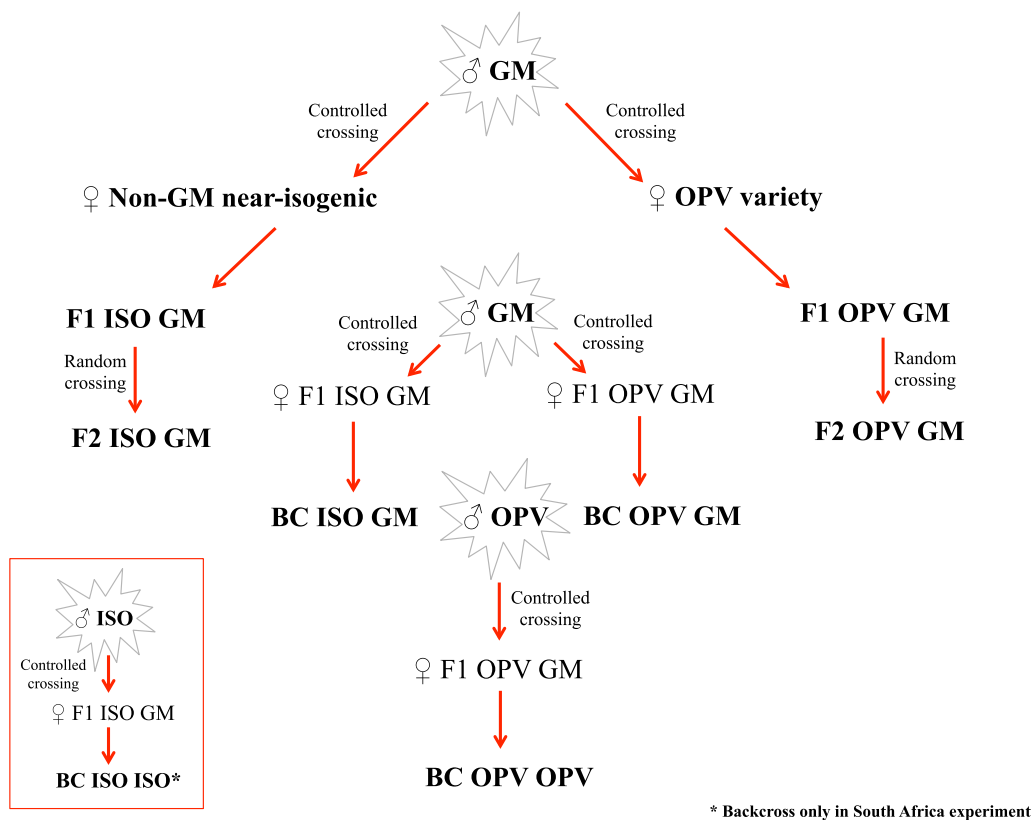 ♂ GM
Controlled
crossing
Controlled
crossing
♀ Non-GM near-isogenic
♀ OPV variety
F1 ISO GM
Random
crossing
F2 ISO GM
♂ GM
Controlled
crossing
Controlled
crossing
♀ F1 ISO GM
♀ F1 OPV GM
BC ISO GM
BC OPV GM
F1 OPV GM
Random
crossing
F2 OPV GM
♂ OPV
Controlled
crossing
♀ F1 OPV GM
BC OPV OPV
♂ ISO
Controlled
crossing
♀ F1 ISO GM
BC ISO ISO*
* Backcross only in South Africa experiment